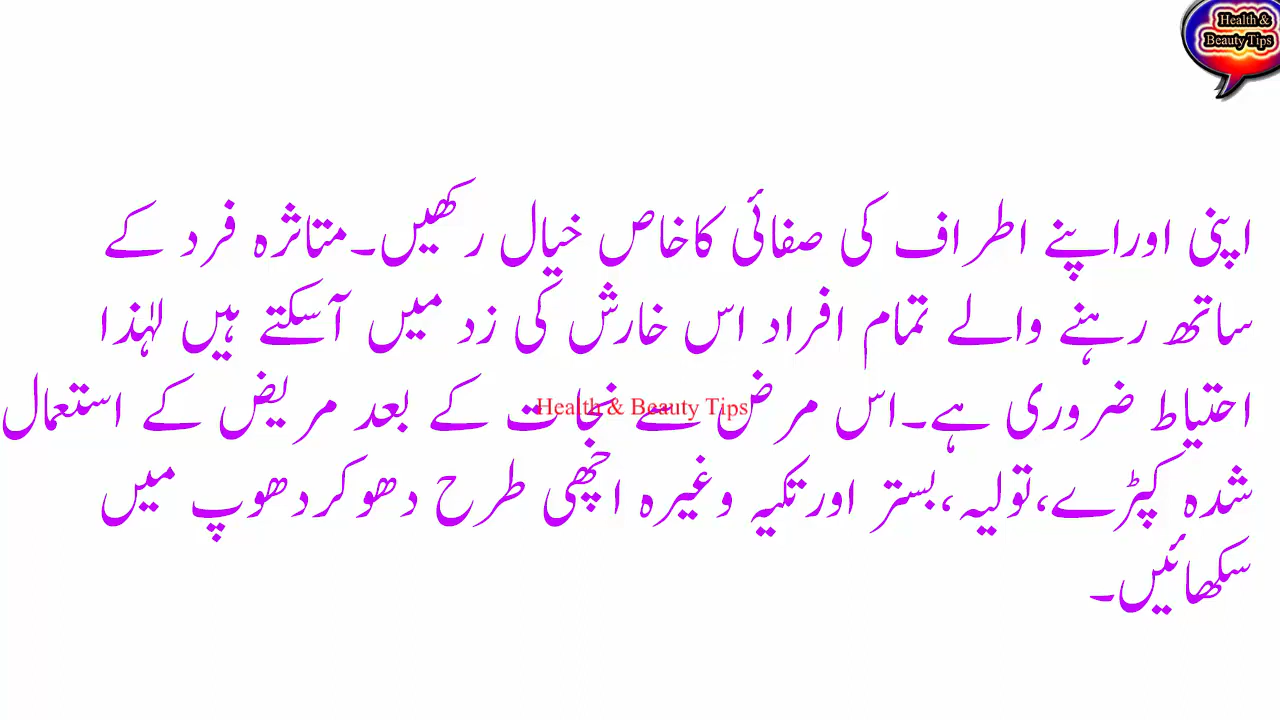 Health &
Beauty Tips
اپنی اوراپنے اطراف کی صفائی کاخاص خیال رکھیں۔متاثرہ فرد کے
ساتھ رہنے والے تمام افراد اس خارش کی زد میں آسکتے ہیں لہٰذا
احتیاط ضروری ہے۔اس مرض سے نجات کے بعد مریض کے استعمال
Health & Beauty Tips
شدہ کپڑے،تولیہ،بستر اورتکیہ وغیرہ اچھی طرح دھوکردھوپ میں
سکھائیں۔